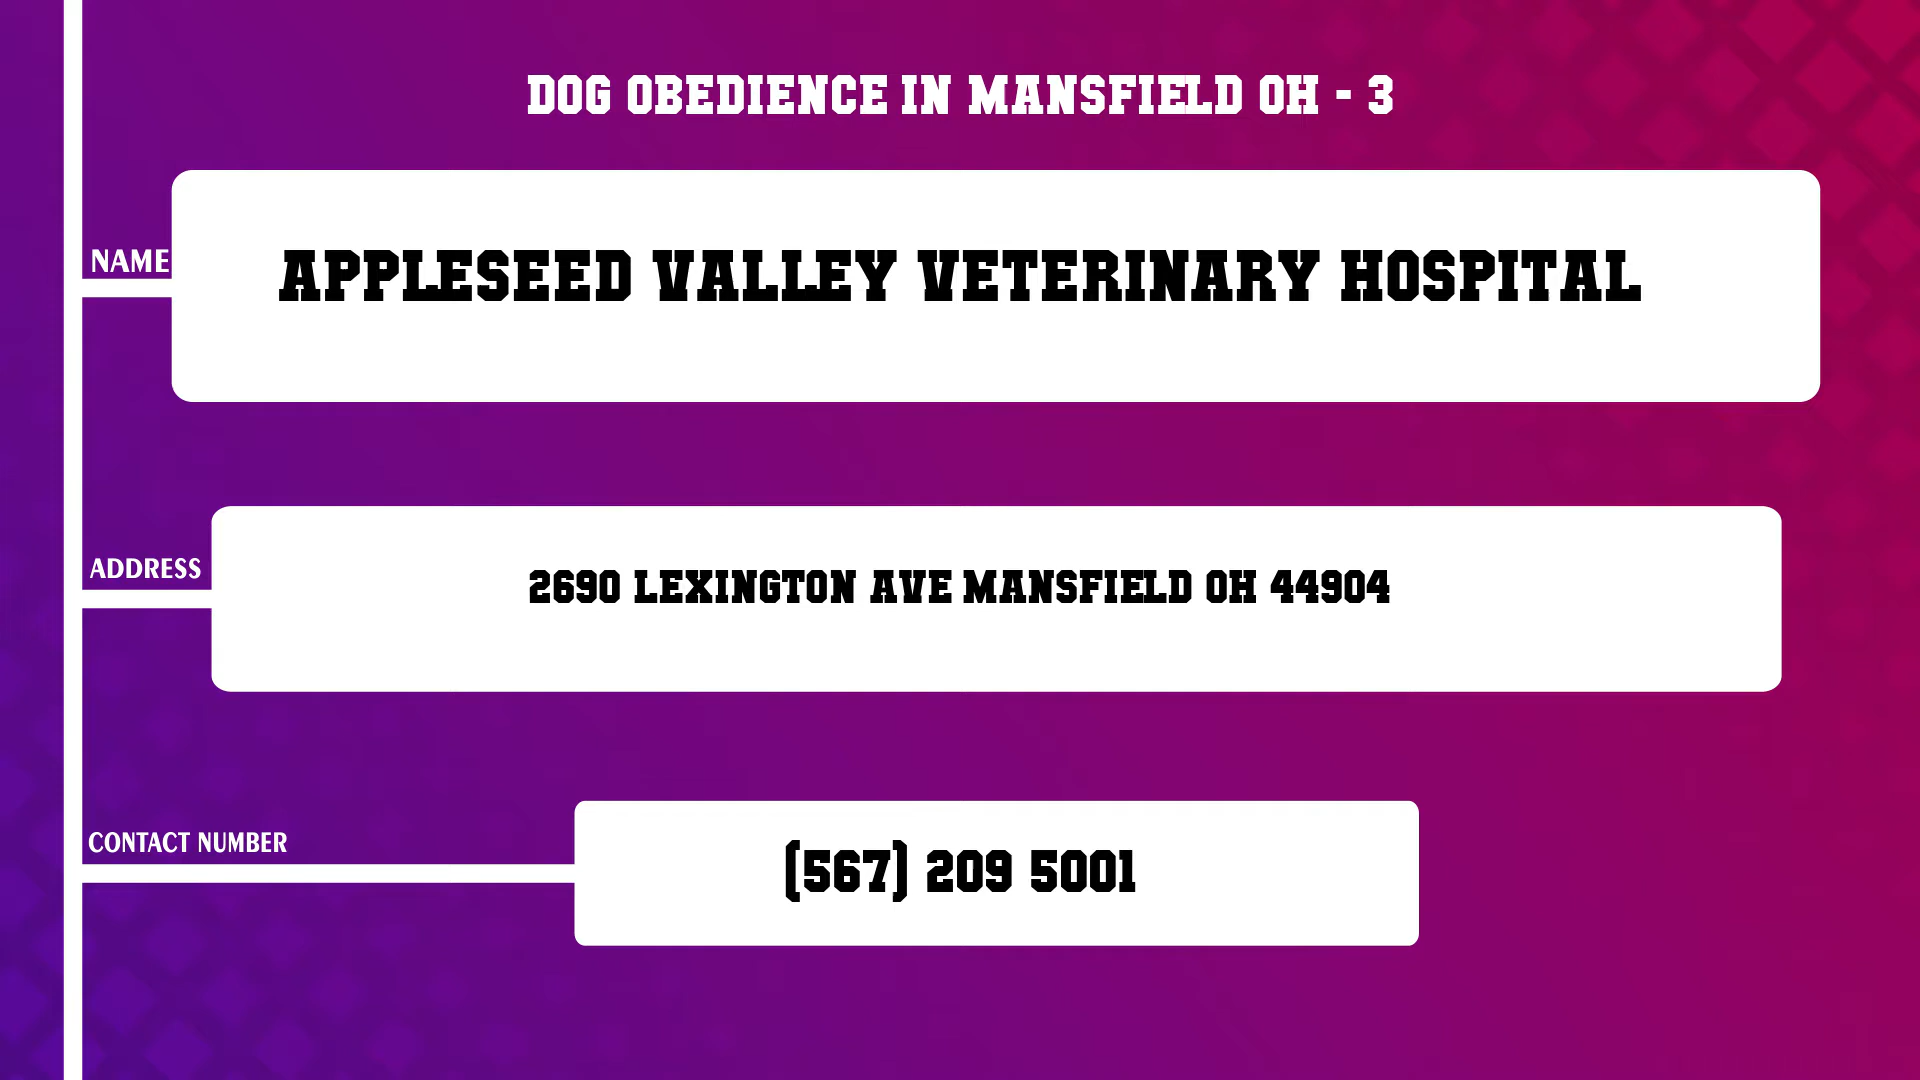 DOG OBEDIENCE IN MANSFIELD OH - 3
NAME
APPLESEED VALLEY VETERINARY HOSPITAL
ADDRESS
2690 LEXINGTON AVE MANSFIELD OH 44904
CONTACT NUMBER
(567) 209 5001